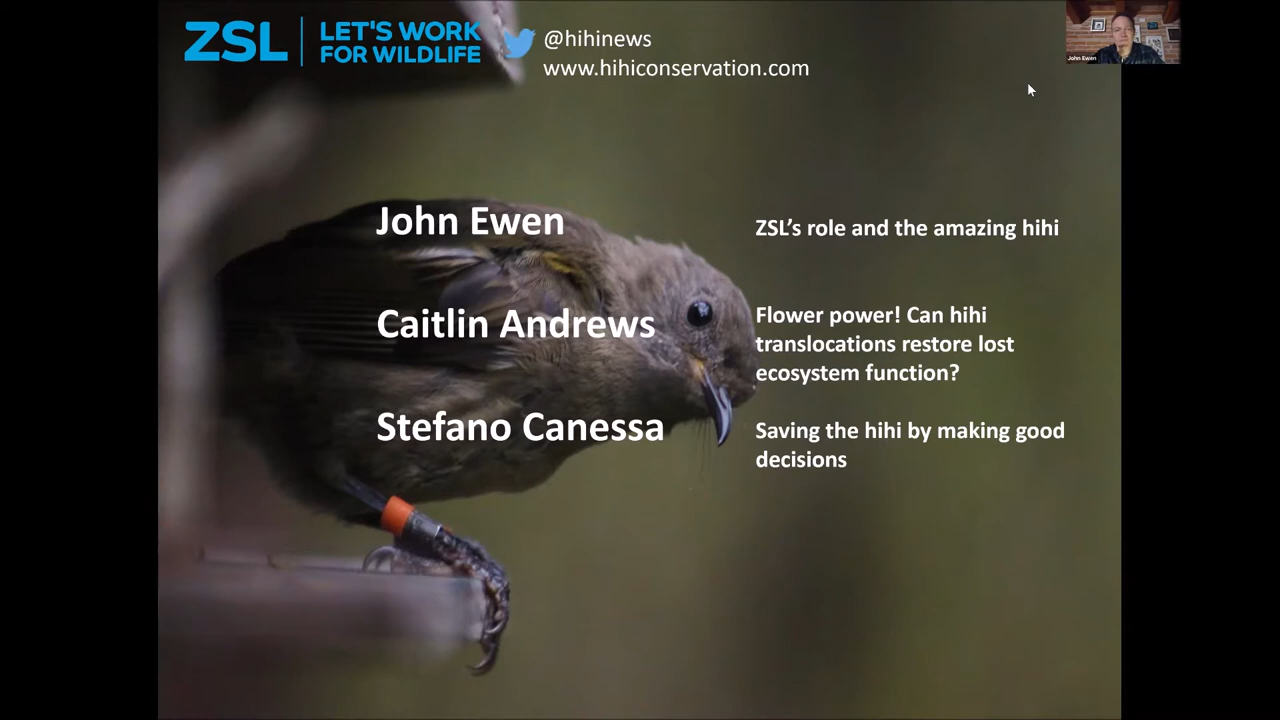 ZSL
LET'S WORK
FOR WILDLIFE
@hihinews
www.hihiconservation.com
John Ewen
John Ewen
ZSL’s role and the amazing hihi
Caitlin Andrews
Flower power! Can hihi
translocations restore lost
ecosystem function?
Stefano Canessa
Saving the hihi by making good
decisions